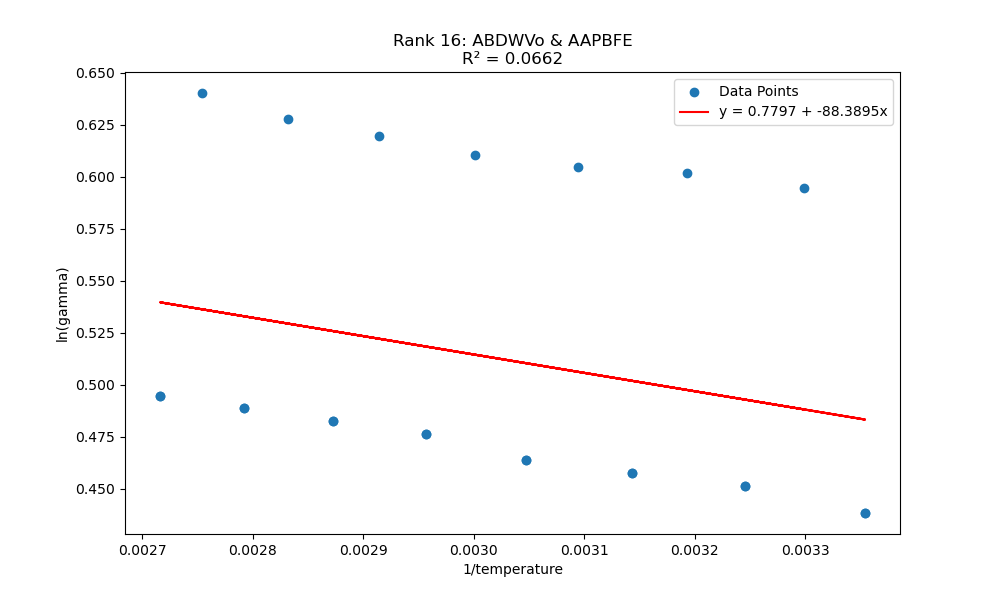 Rank 16: ABDWVo & AAPBFE
R² = 0.0662
Data Points
y = 0.7797 + -88.3895x
ln(gamma)
0.650
0.625
0.600
0.575
0.550
0.525
0.500
0.475
0.450
0.0027 0.0028 0.0029 0.0030 0.0031 0.0032 0.0033
1/temperature